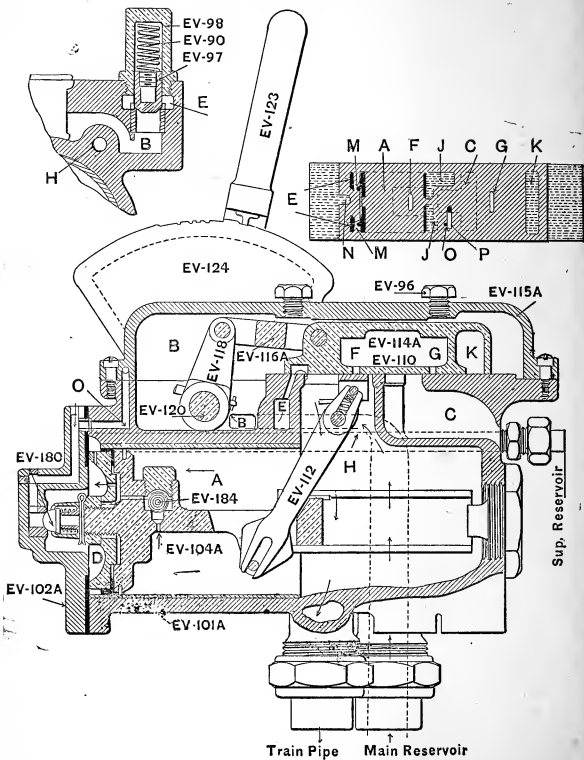 EV-98
EV-90
EV-97
E
B
H
EV-123
M A F J C G K
E
N M J O P
EV-124
EV-96
EV-115A
B
EV-118
EV-116A
EV-114A
EV-110
F G K
O
EV-120
B
E
C
EV-180
A
H
EV-112
EV-184
EV-104A
D
Sup. Reservoir
EV-102A
EV-101A
Train Pipe Main Reservoir